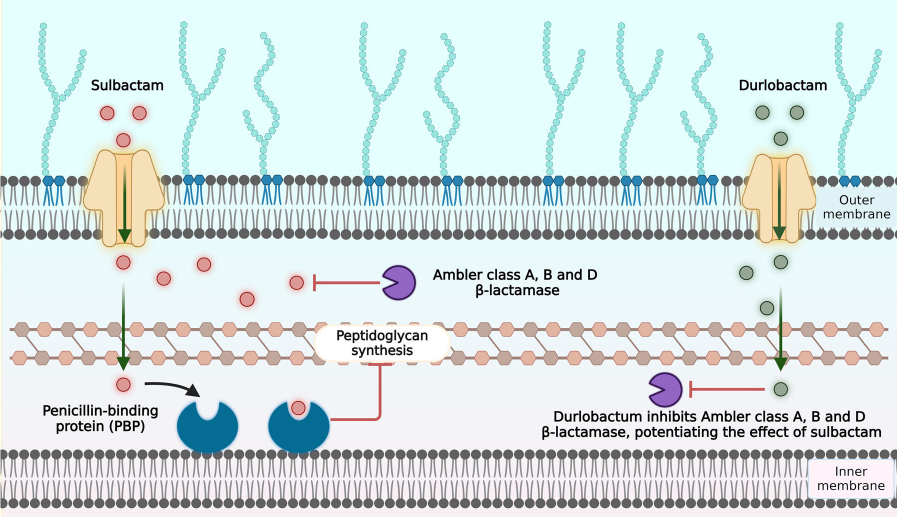 Sulbactam
Durlobactam
Outer
membrane
Ambler class A, B and D
β-lactamase
Peptidoglycan
synthesis
Penicillin-binding
protein (PBP)
Durlobactum inhibits Ambler class A, B and D
β-lactamase, potentiating the effect of sulbactam
Inner
membrane